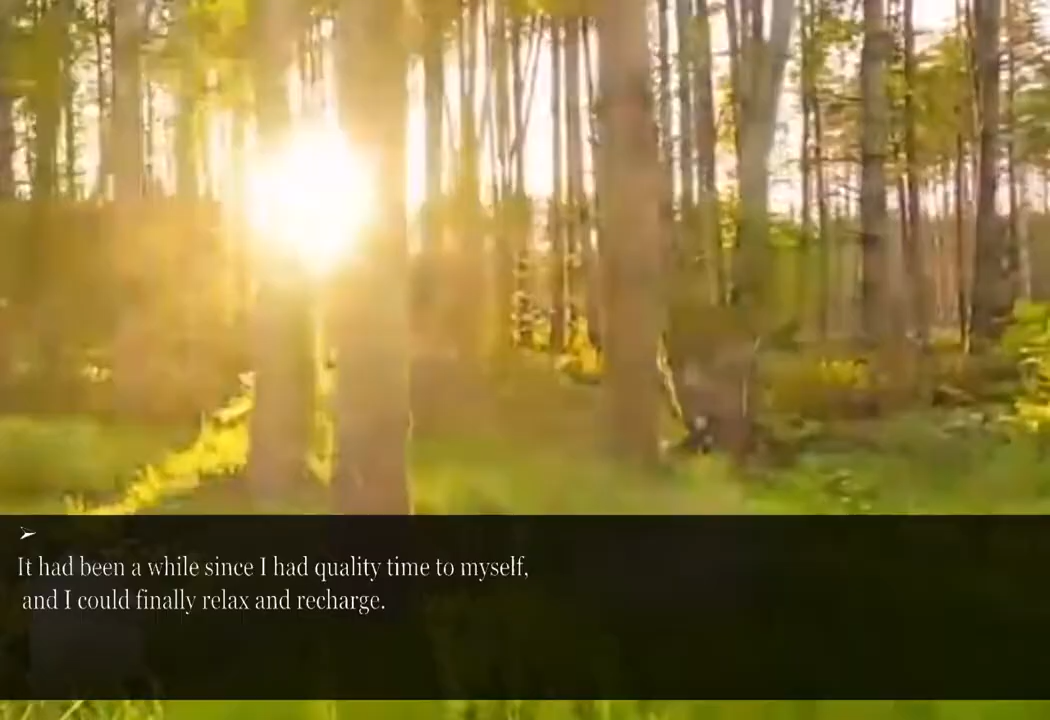 It had been a while since I had quality time to myself,
and I could finally relax and recharge.